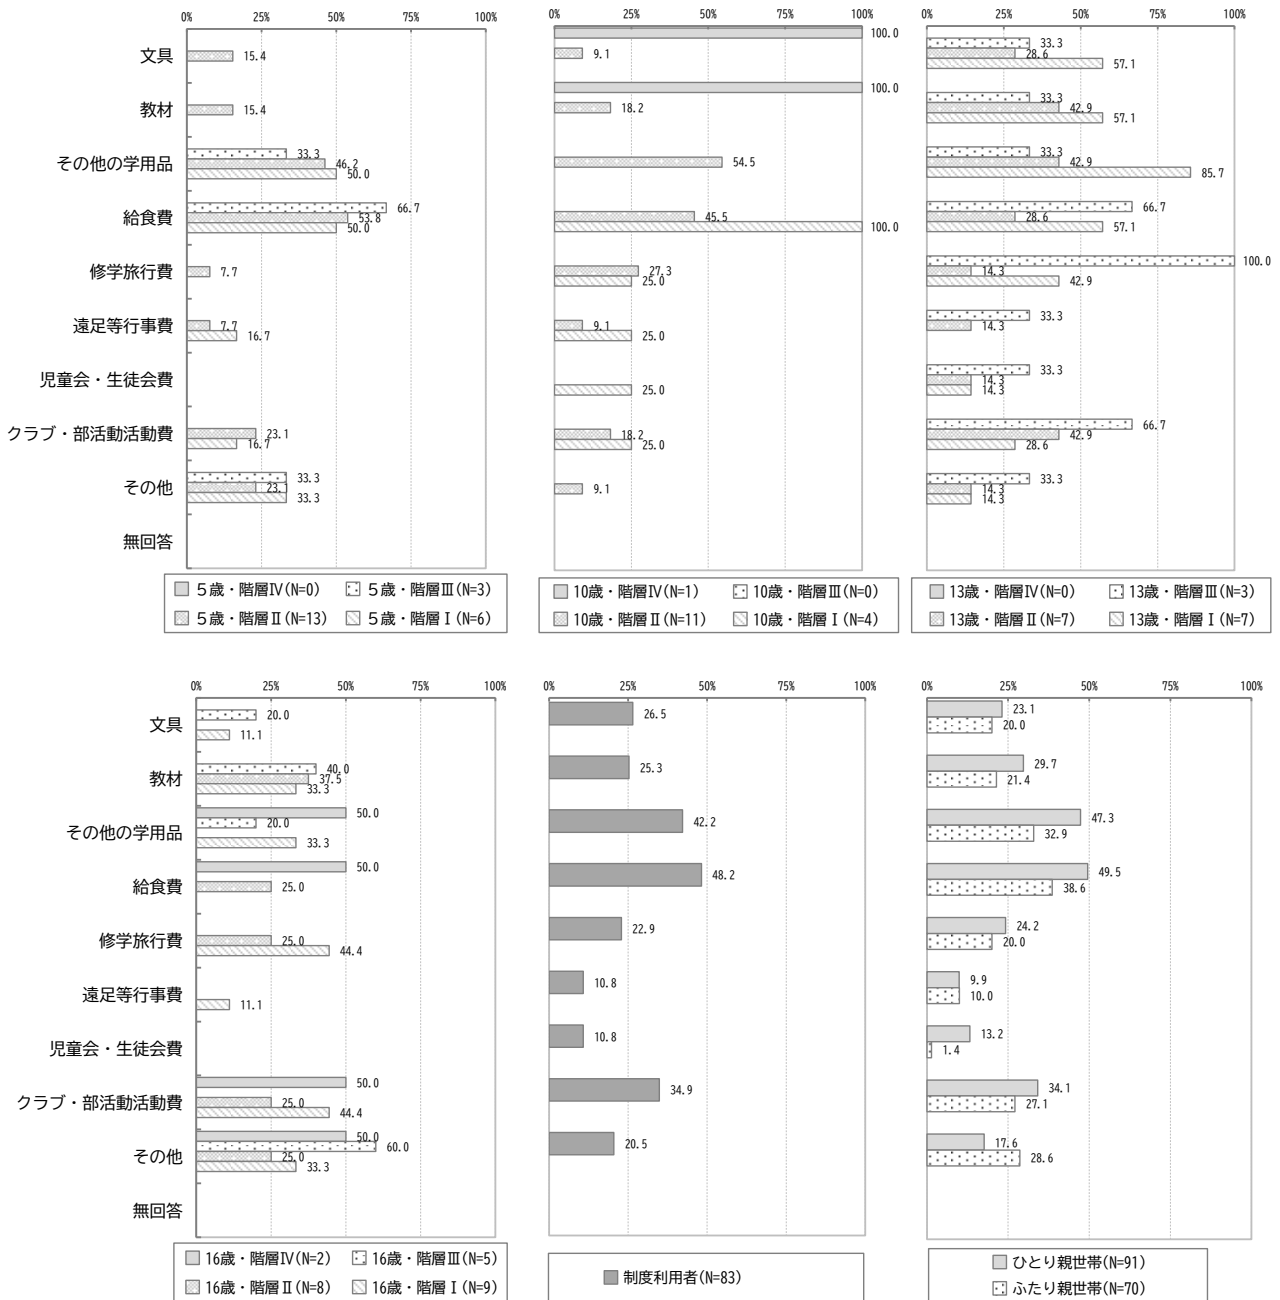 0% 25% 50% 75% 100%
文具 15.4
教材 15.4
その他の学用品 33.3 46.2 50.0
給食費 66.7 53.8 50.0
修学旅行費 7.7
遠足等行事費 7.7 16.7
児童会・生徒会費
クラブ・部活動活動費 23.1 16.7
その他 33.3 23.1 33.3
無回答
5歳・階層Ⅳ(N=0) 5歳・階層Ⅲ(N=3)
5歳・階層Ⅱ(N=13) 5歳・階層Ⅰ(N=6)
0% 25% 50% 75% 100%
100.0
9.1
100.0
18.2
54.5
45.5
100.0
27.3
25.0
9.1
25.0
25.0
18.2
25.0
9.1
10歳・階層Ⅳ(N=1) 10歳・階層Ⅲ(N=0)
10歳・階層Ⅱ(N=11) 10歳・階層Ⅰ(N=4)
0% 25% 50% 75% 100%
33.3
28.6
57.1
33.3
42.9
57.1
33.3
42.9
85.7
66.7
28.6
57.1
100.0
14.3
42.9
33.3
14.3
33.3
14.3
14.3
66.7
42.9
28.6
33.3
14.3
14.3
13歳・階層Ⅳ(N=0) 13歳・階層Ⅲ(N=3)
13歳・階層Ⅱ(N=7) 13歳・階層Ⅰ(N=7)
0% 25% 50% 75% 100%
文具 20.0 11.1
教材 40.0 37.5 33.3
その他の学用品 50.0 20.0 33.3
給食費 50.0 25.0
修学旅行費 25.0 44.4
遠足等行事費 11.1
児童会・生徒会費
クラブ・部活動活動費 50.0 25.0 44.4
その他 50.0 60.0 25.0 33.3
無回答
16歳・階層Ⅳ(N=2) 16歳・階層Ⅲ(N=5)
16歳・階層Ⅱ(N=8) 16歳・階層Ⅰ(N=9)
0% 25% 50% 75% 100%
26.5
25.3
42.2
48.2
22.9
10.8
10.8
34.9
20.5
制度利用者(N=83)
0% 25% 50% 75% 100%
23.1
20.0
29.7
21.4
47.3
32.9
49.5
38.6
24.2
20.0
9.9
10.0
13.2
1.4
34.1
27.1
17.6
28.6
ひとり親世帯(N=91)
ふたり親世帯(N=70)